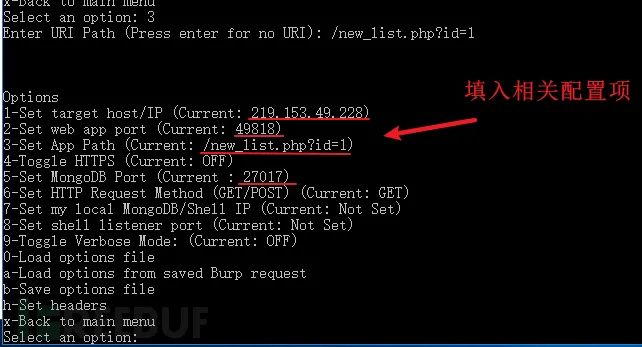 x-Back to main menu
Select an option: 3
Enter URI Path (Press enter for no URI): /new_list.php?id=1
Options
1-Set target host/IP (Current: 219.153.49.228)
2-Set web app port (Current: 49818)
3-Set App Path (Current: /new_list.php?id=1)
4-Toggle HTTPS (Current: OFF)
5-Set MongoDB Port (Current : 27017)
6-Set HTTP Request Method (GET/POST) (Current: GET)
7-Set my local MongoDB/Shell IP (Current: Not Set)
8-Set shell listener port (Current: Not Set)
9-Toggle Verbose Mode: (Current: OFF)
0-Load options file
a-Load options from saved Burp request
b-Save options file
h-Set headers
x-Back to main menu
Select an option:
填入相关配置项